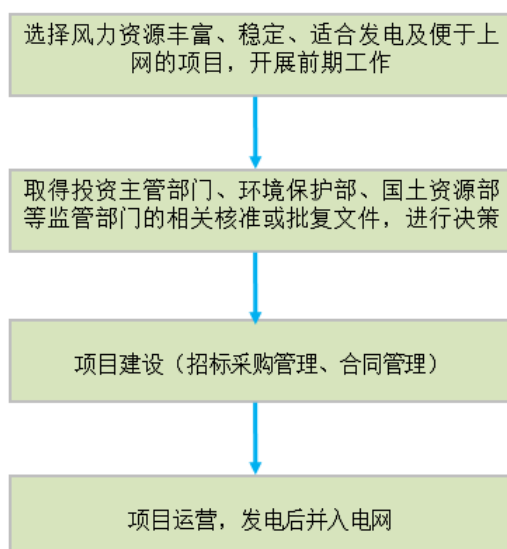 选择风力资源丰富、稳定、适合发电及便于上
网的项目，开展前期工作
取得投资主管部门、环境保护部、国土资源部
等监管部门的相关核准或批复文件，进行决策
项目建设（招标采购管理、合同管理）
项目运营，发电后并入电网